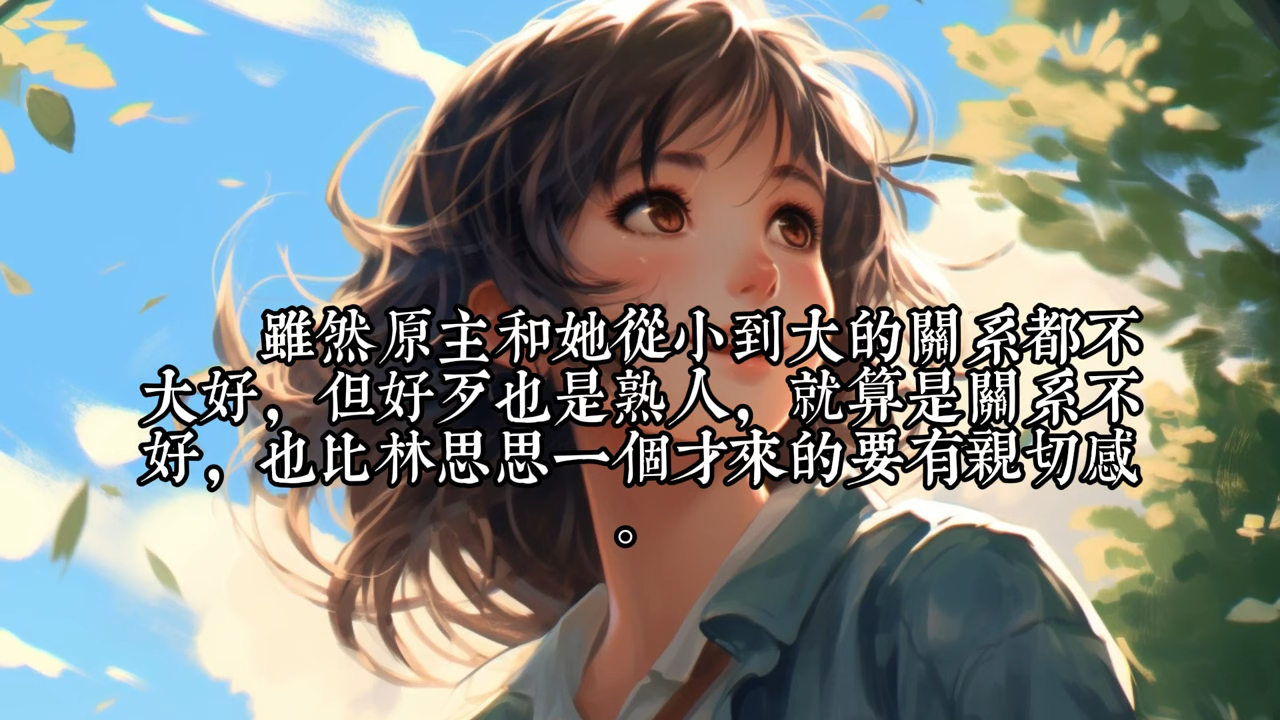 雖然原主和她從小到大的關系都不
大好，但好歹也是熟人，就算是關系不
好，也比林思思一個才來的要有親切感
。